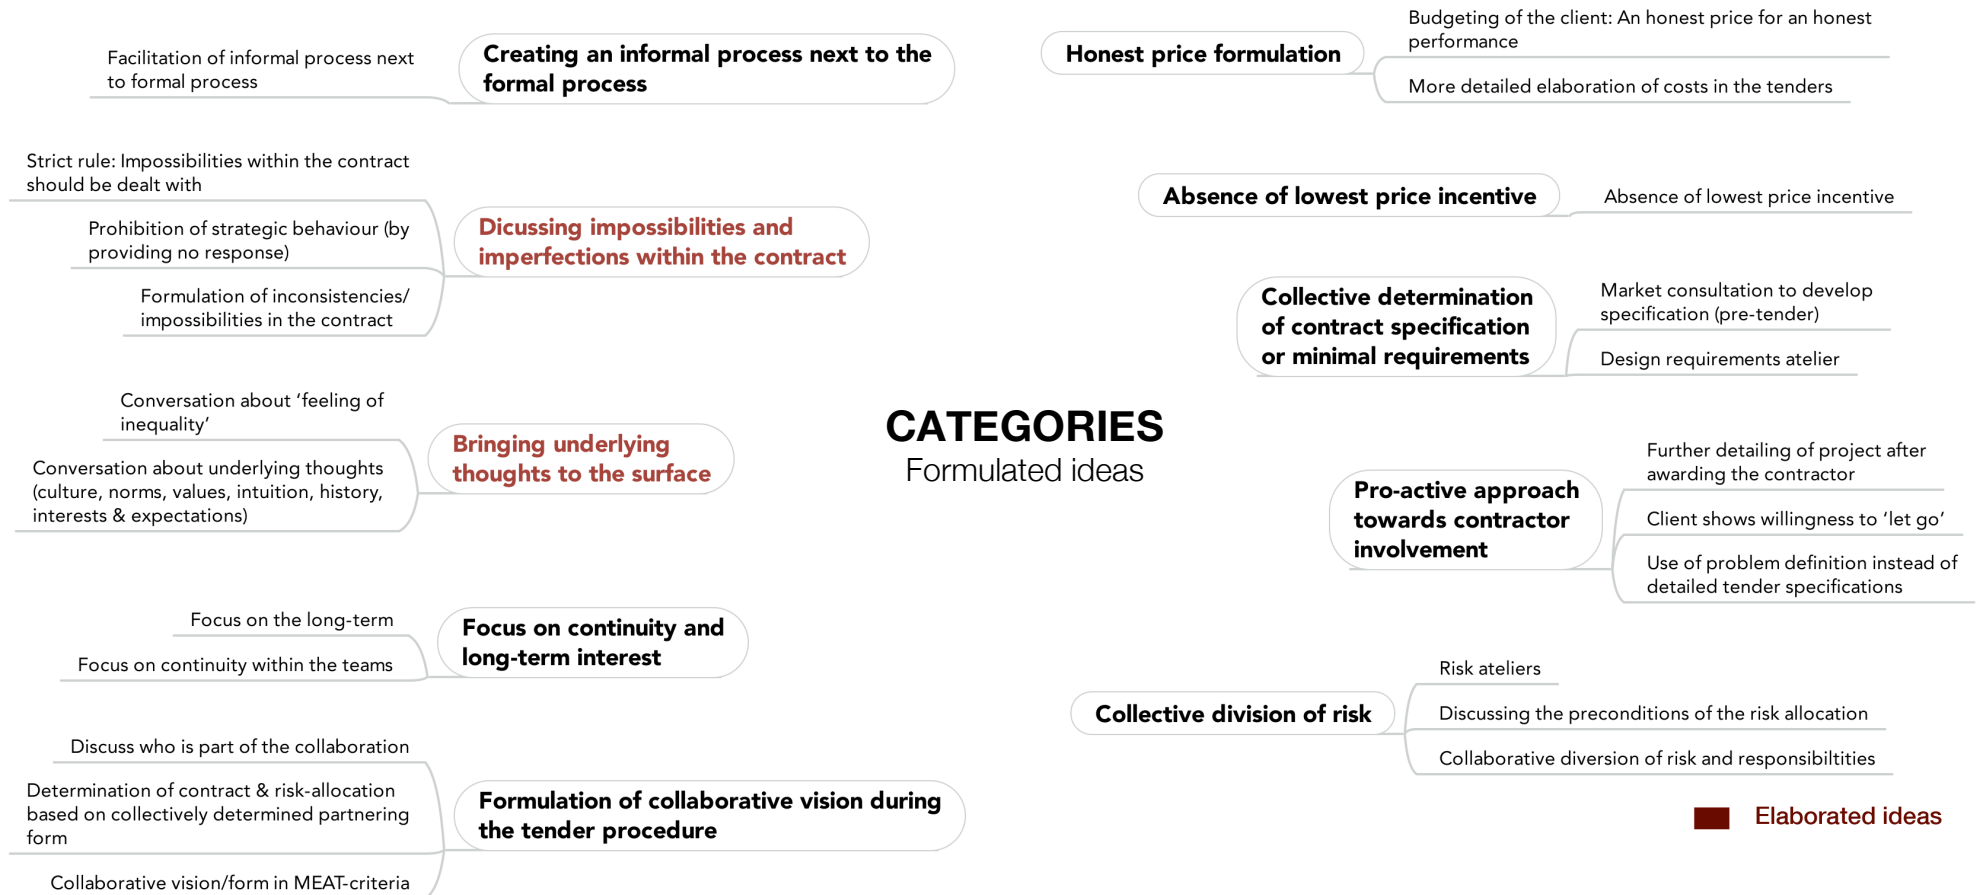 Facilitation of informal process next
to formal process
Creating an informal process next to the
formal process
Strict rule: Impossibilities within the contract
should be dealt with
Prohibition of strategic behaviour (by
providing no response)
Formulation of inconsistencies/
impossibilities in the contract
Dicussing impossibilities and
imperfections within the contract
Conversation about ‘feeling of
inequality’
Conversation about underlying thoughts
(culture, norms, values, intuition, history,
interests & expectations)
Bringing underlying
thoughts to the surface
Focus on the long-term
Focus on continuity within the teams
Focus on continuity and
long-term interest
Discuss who is part of the collaboration
Determination of contract & risk-allocation
based on collectively determined partnering
form
Collaborative vision/form in MEAT-criteria
Formulation of collaborative vision during
the tender procedure
CATEGORIES
Formulated ideas
Honest price formulation
Budgeting of the client: An honest price for an honest
performance
More detailed elaboration of costs in the tenders
Absence of lowest price incentive
Absence of lowest price incentive
Collective determination
of contract specification
or minimal requirements
Market consultation to develop
specification (pre-tender)
Design requirements atelier
Pro-active approach
towards contractor
involvement
Further detailing of project after
awarding the contractor
Client shows willingness to ‘let go’
Use of problem definition instead of
detailed tender specifications
Collective division of risk
Risk ateliers
Discussing the preconditions of the risk allocation
Collaborative diversion of risk and responsibiltities
Elaborated ideas